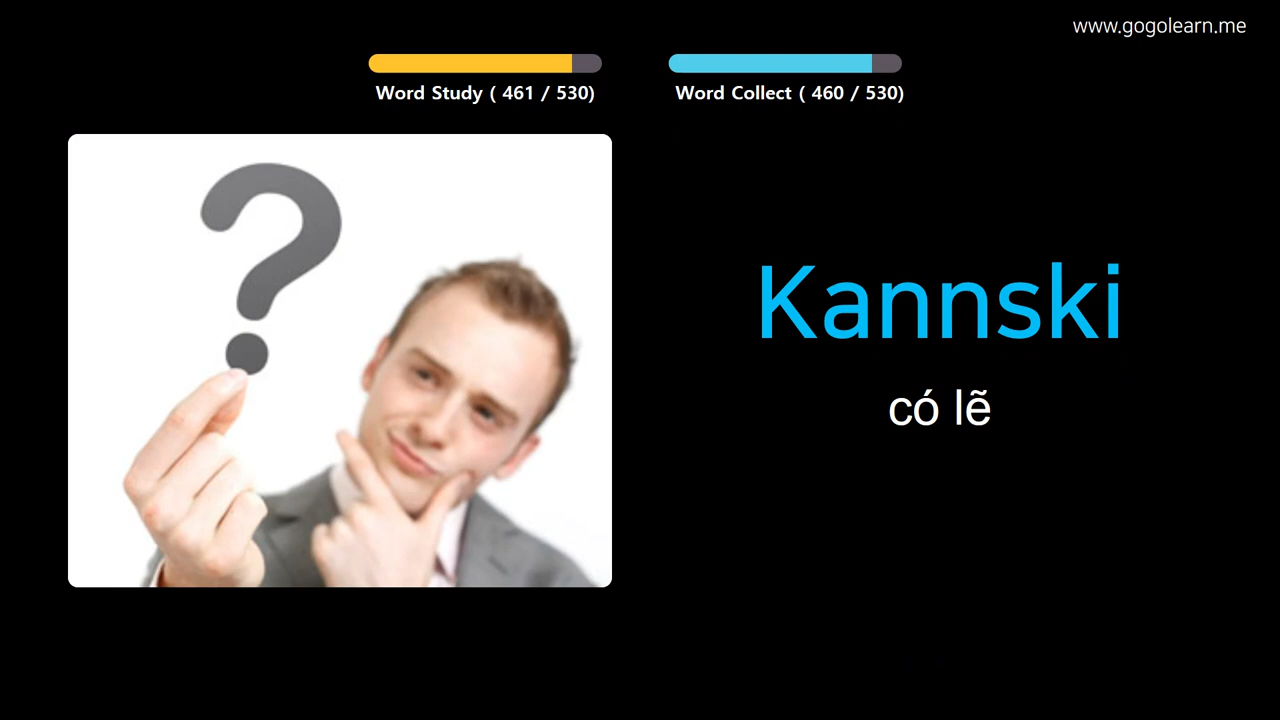 www.gogolearn.me
Word Study ( 461 / 530)
Word Collect ( 460 / 530)
?
Kannski
có lẽ